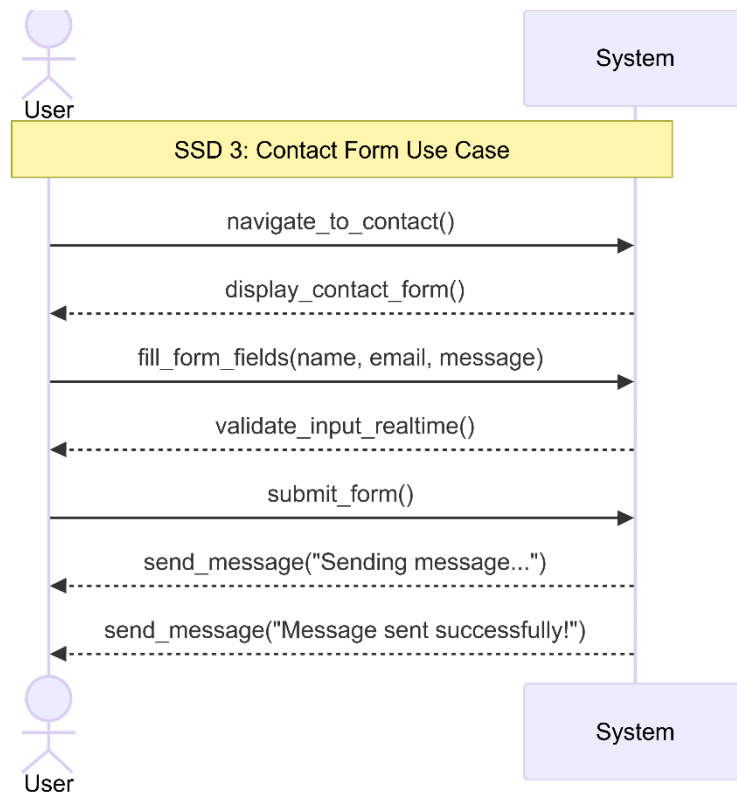 User
System
SSD 3: Contact Form Use Case
navigate_to_contact()
display_contact_form()
fill_form_fields(name, email, message)
validate_input_realtime()
submit_form()
send_message("Sending message...")
send_message("Message sent successfully!")
User
System